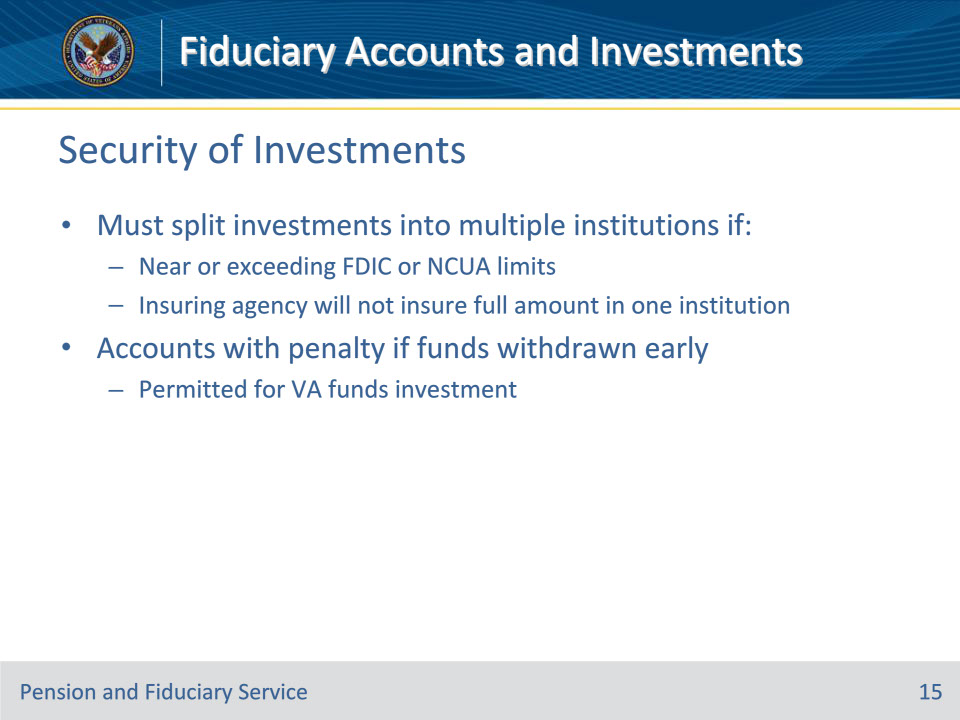 Fiduciary Accounts and Investments
Security of Investments
• Must split investments into multiple institutions if:
– Near or exceeding FDIC or NCUA limits
– Insuring agency will not insure full amount in one institution
• Accounts with penalty if funds withdrawn early
– Permitted for VA funds investment
Pension and Fiduciary Service
15